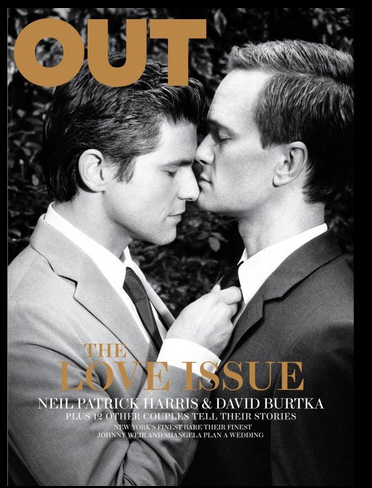 OUT
THE
LOVE ISSUE
NEIL PATRICK HARRIS & DAVID BURTKA
PLUS 12 OTHER COUPLES TELL THEIR STORIES
NEW YORK'S FINEST BARE THEIR FINEST
JOHNNY WEIR AND SHANGELA PLAN A WEDDING